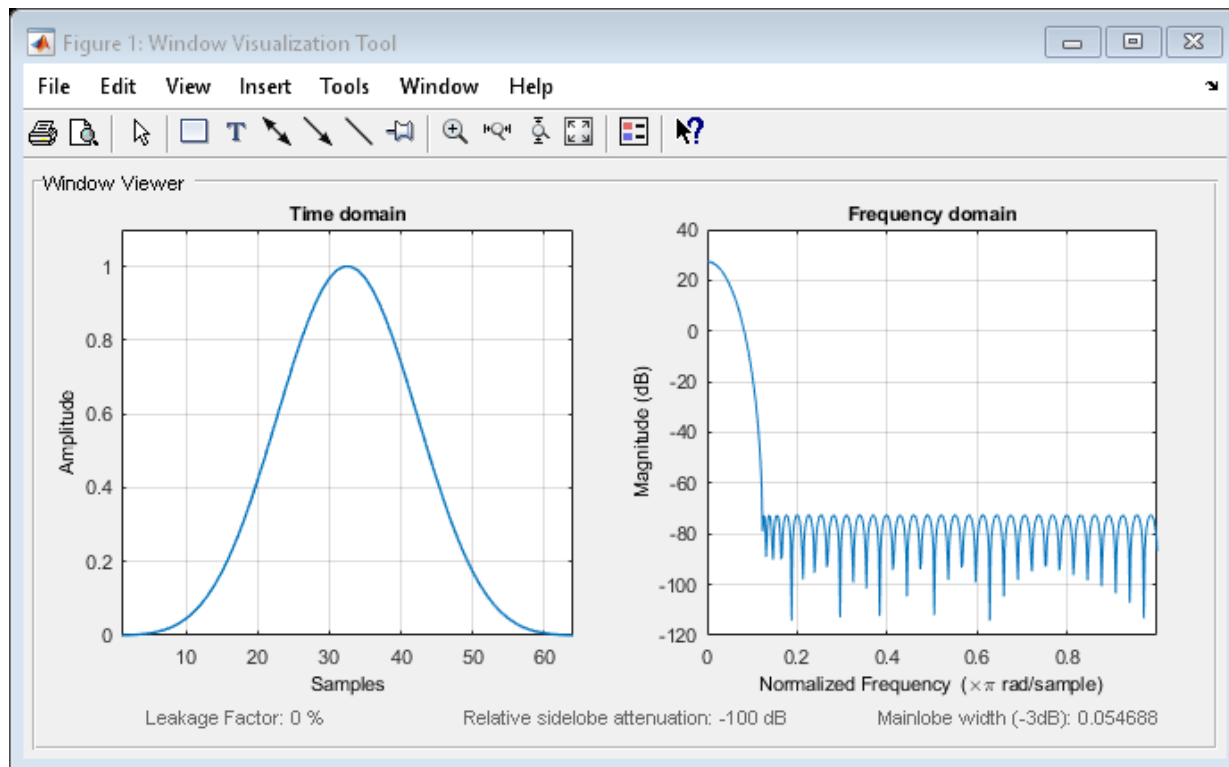 Figure 1: Window Visualization Tool
File Edit View Insert Tools Window Help
T
Window Viewer
Time domain
1
0.8
0.6
0.4
0.2
0
Amplitude
10 20 30 40 50 60
Samples
Frequency domain
40
20
0
-20
-40
-60
-80
-100
-120
Magnitude (dB)
0 0.2 0.4 0.6 0.8
Normalized Frequency (×π rad/sample)
Leakage Factor: 0 % Relative sidelobe attenuation: -100 dB Mainlobe width (-3dB): 0.054688